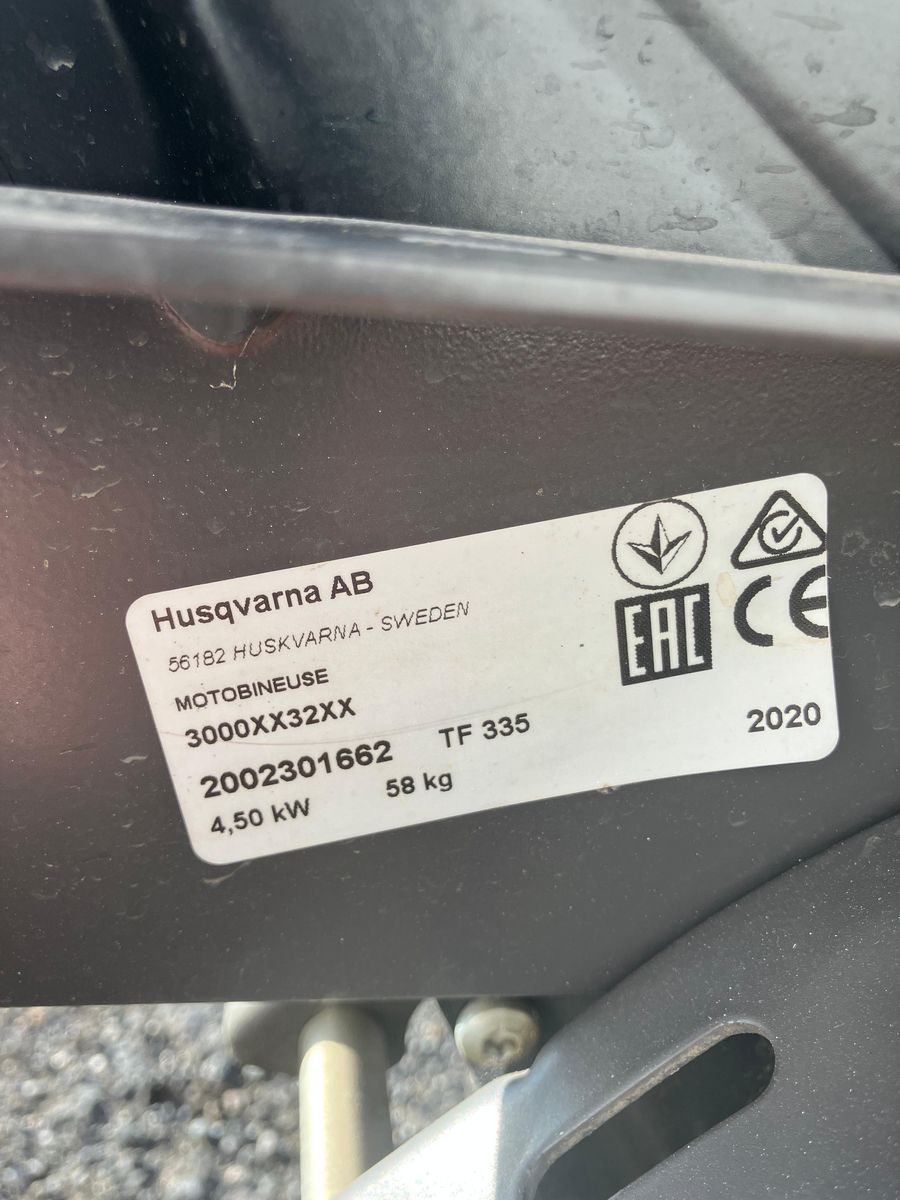 Husqvarna AB
56182 HUSKVARNA - SWEDEN
MOTOBINEUSE
3000XX32XX
2002301662 TF 335 2020
4,50 kW 58 kg
EAC
CE